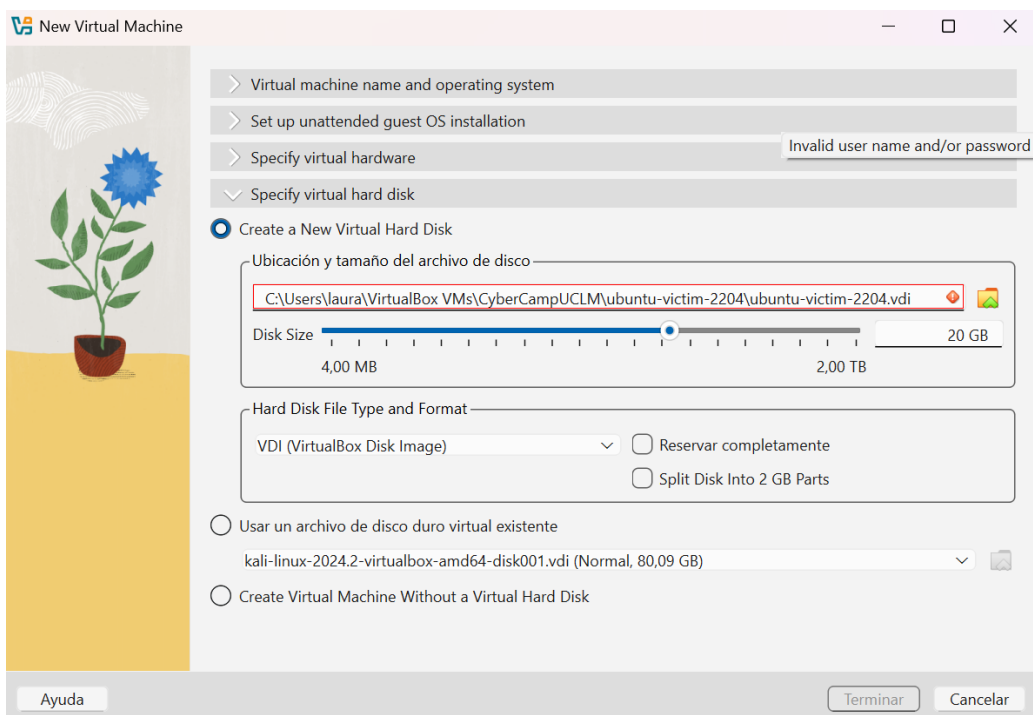 New Virtual Machine
Virtual machine name and operating system
Set up unattended guest OS installation
Invalid user name and/or password
Specify virtual hardware
Specify virtual hard disk
Create a New Virtual Hard Disk
Ubicación y tamaño del archivo de disco
C:\Users\laura\VirtualBox VMs\CyberCampUCLM\ubuntu-victim-2204\ubuntu-victim-2204.vdi
Disk Size 20 GB
4,00 MB 2,00 TB
Hard Disk File Type and Format
VDI (VirtualBox Disk Image) Reservar completamente
Split Disk Into 2 GB Parts
Usar un archivo de disco duro virtual existente
kali-linux-2024.2-virtualbox-amd64-disk001.vdi (Normal, 80,09 GB)
Create Virtual Machine Without a Virtual Hard Disk
Ayuda Terminar Cancelar